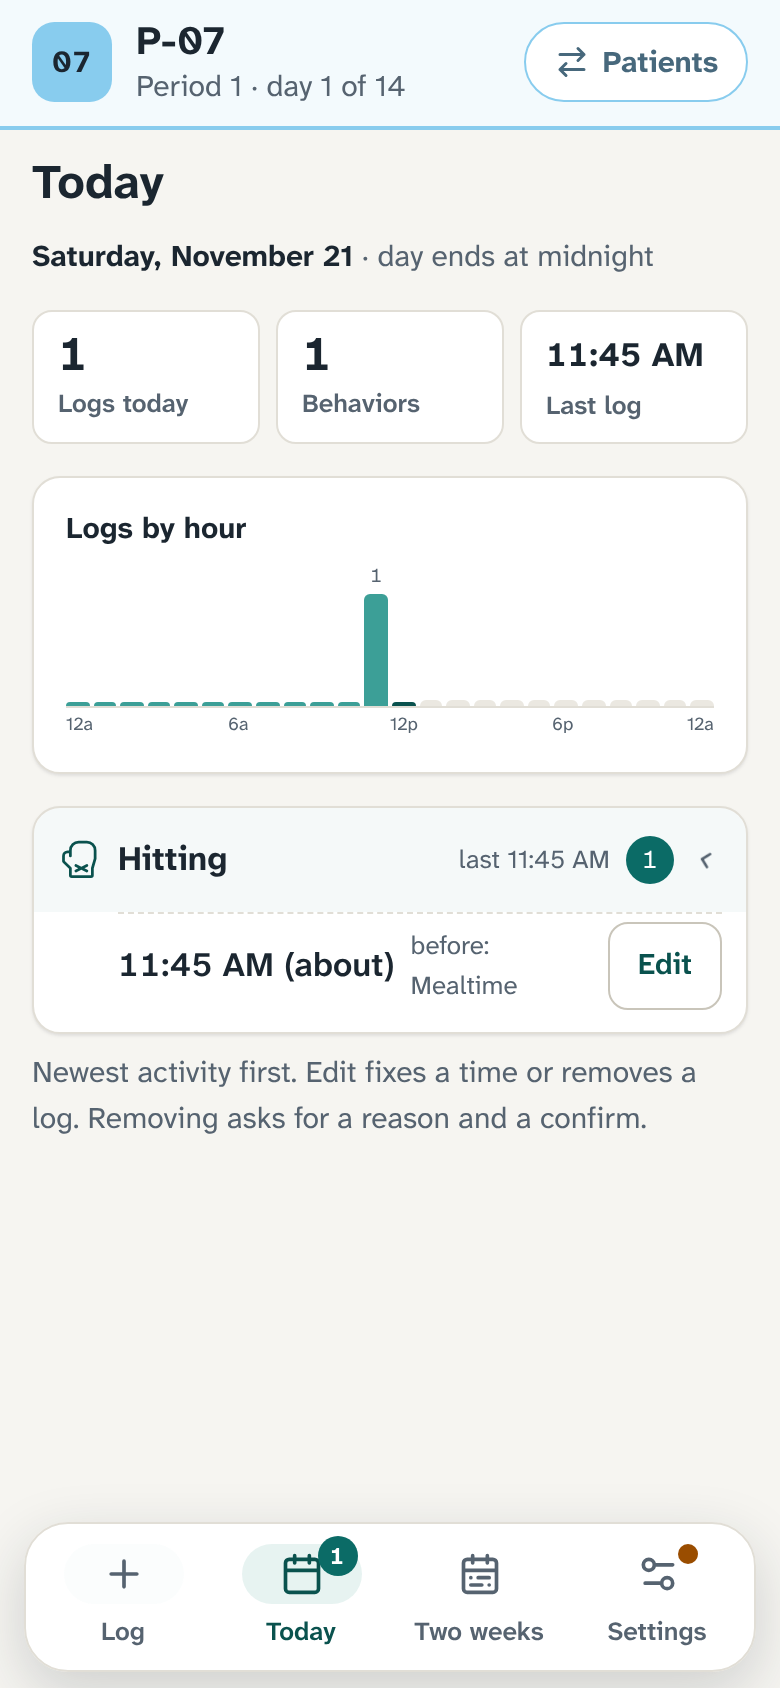 07
P-07
Period 1 · day 1 of 14
Patients
Today
Saturday, November 21 · day ends at midnight
1
Logs today
1
Behaviors
11:45 AM
Last log
Logs by hour
1
12a 6a 12p 6p 12a
Hitting
last 11:45 AM
1
11:45 AM (about)
before:
Mealtime
Edit
Newest activity first. Edit fixes a time or removes a
log. Removing asks for a reason and a confirm.
Log
1
Today
Two weeks
Settings